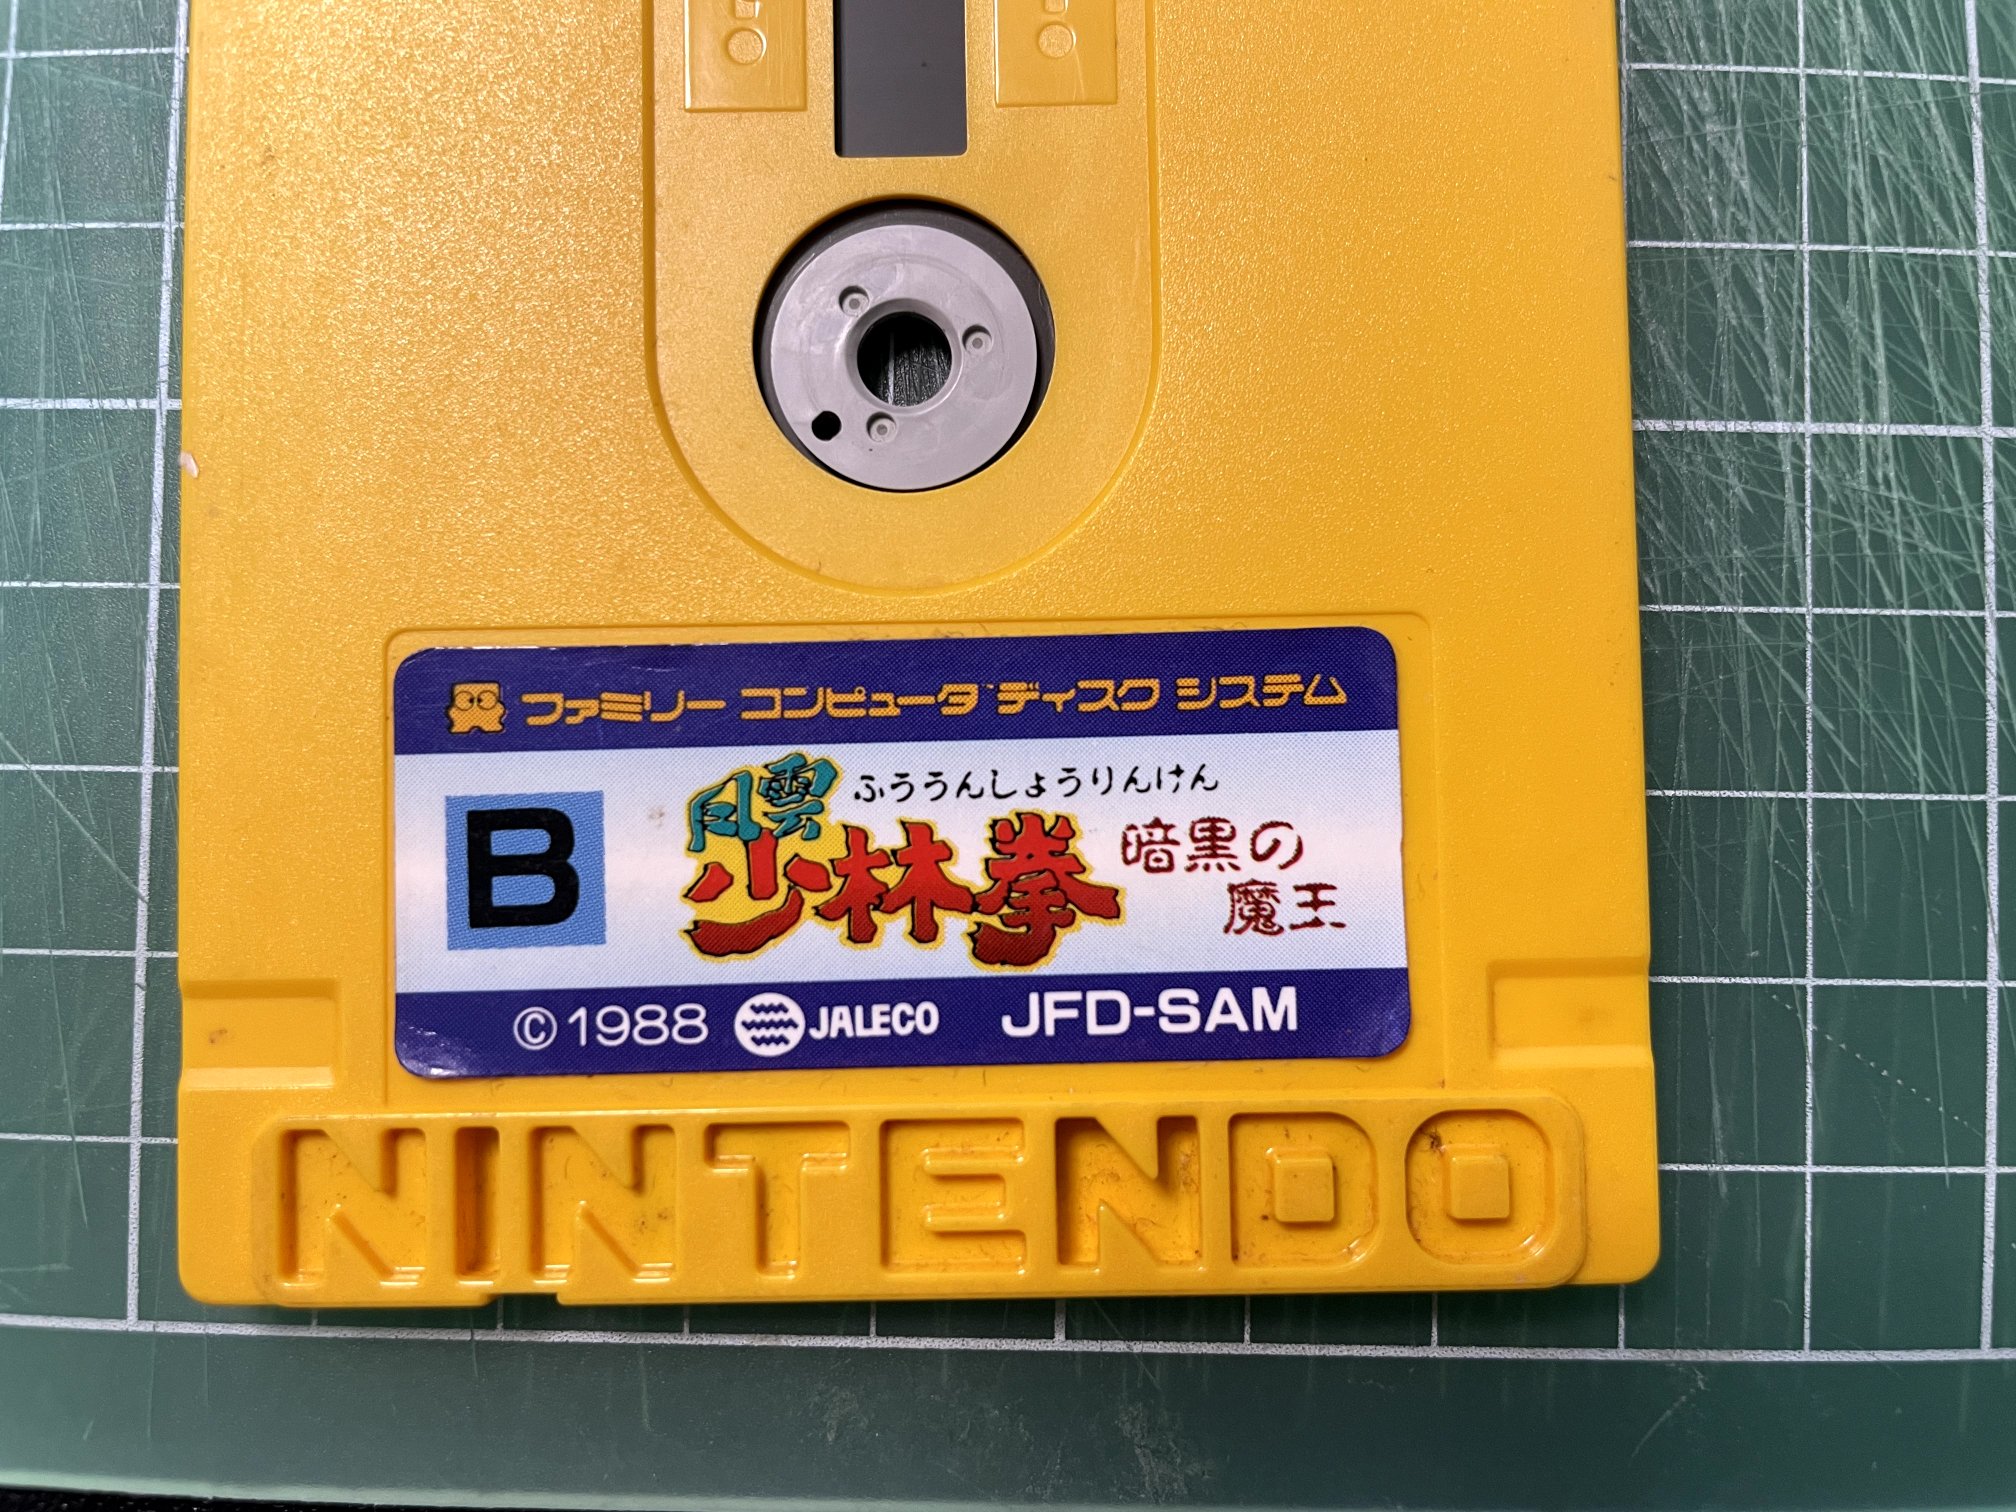 ファミリー コンピュータ ディスク システム
B
ふううんしょうりんけん
風雲
少林拳
暗黒の
魔王
©1988 JALECO JFD-SAM
NINTENDO